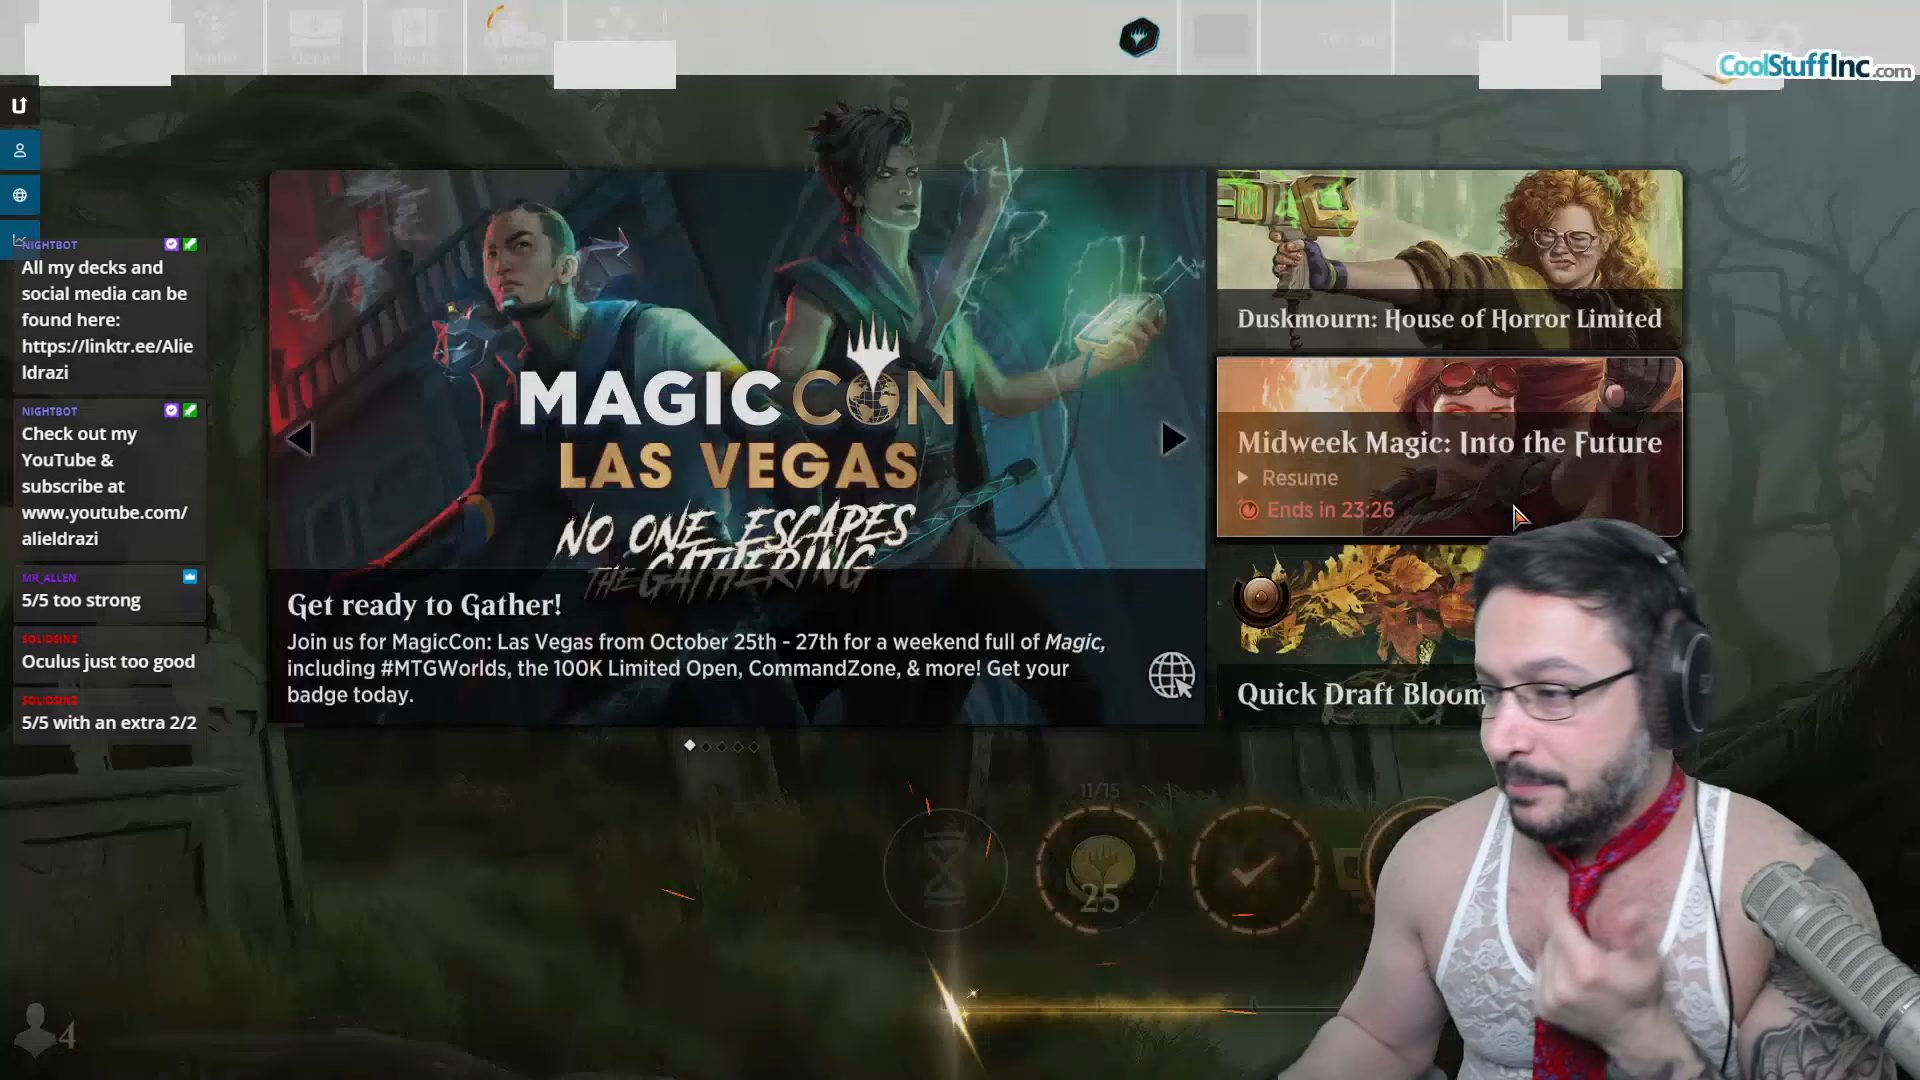 CoolStuffInc.com
NIGHTBOT
All my decks and
social media can be
found here:
https://linktr.ee/Alie
ldrazi
NIGHTBOT
Check out my
YouTube &
subscribe at
www.youtube.com/
alieldrazi
MR_ALLEN
5/5 too strong
SOLIDSINZ
Oculus just too good
SOLIDSINZ
5/5 with an extra 2/2
MAGICCON
LAS VEGAS
NO ONE ESCAPES
THE GATHERING
Get ready to Gather!
Join us for MagicCon: Las Vegas from October 25th - 27th for a weekend full of Magic,
including #MTGWorlds, the 100K Limited Open, CommandZone, & more! Get your
badge today.
Duskmourn: House of Horror Limited
Midweek Magic: Into the Future
Resume
Ends in 23:26
Quick Draft Bloom
11/15
25
4